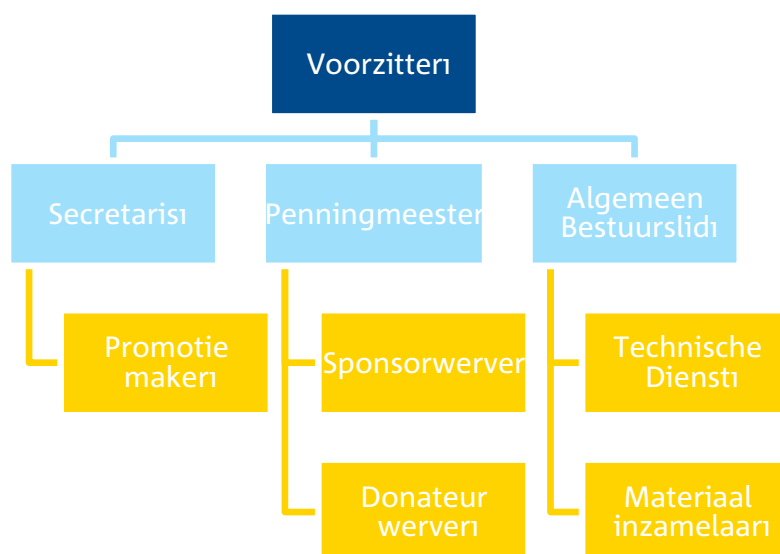 Voorzitterı
Secretarisı
Penningmeester
Algemeen
Bestuurslidı
Promotie
makerı
Sponsorwerver
Technische
Dienstı
Donateur
werverı
Materiaal
inzamelaarı